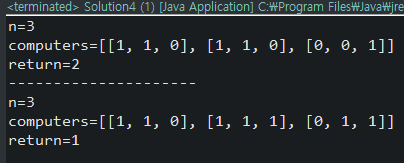 <terminated> Solution4 (1) [Java Application] C:₩Program Files₩Java₩jre
n=3
computers=[[1, 1, 0], [1, 1, 0], [0, 0, 1]]
return=2
---------------------
n=3
computers=[[1, 1, 0], [1, 1, 1], [0, 1, 1]]
return=1